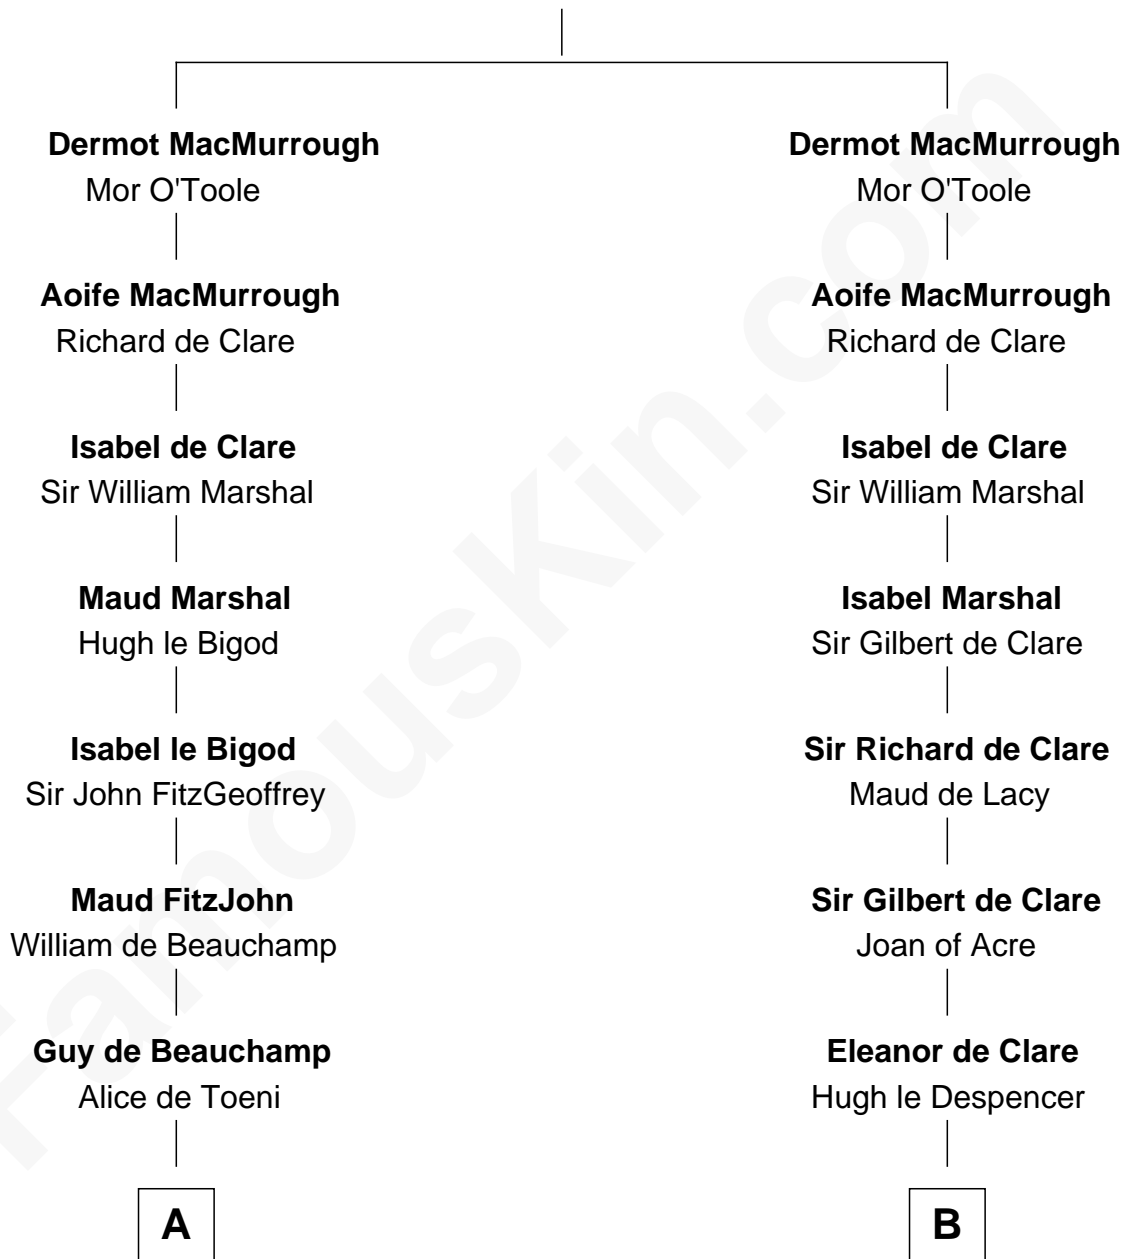 Dermot MacMurrough
Mor O'Toole
Aoife MacMurrough
Richard de Clare
Isabel de Clare
Sir William Marshal
Maud Marshal
Hugh le Bigod
Isabel le Bigod
Sir John FitzGeoffrey
Maud FitzJohn
William de Beauchamp
Guy de Beauchamp
Alice de Toeni
A
Dermot MacMurrough
Mor O'Toole
Aoife MacMurrough
Richard de Clare
Isabel de Clare
Sir William Marshal
Isabel Marshal
Sir Gilbert de Clare
Sir Richard de Clare
Maud de Lacy
Sir Gilbert de Clare
Joan of Acre
Eleanor de Clare
Hugh le Despencer
B
FamousKin.com